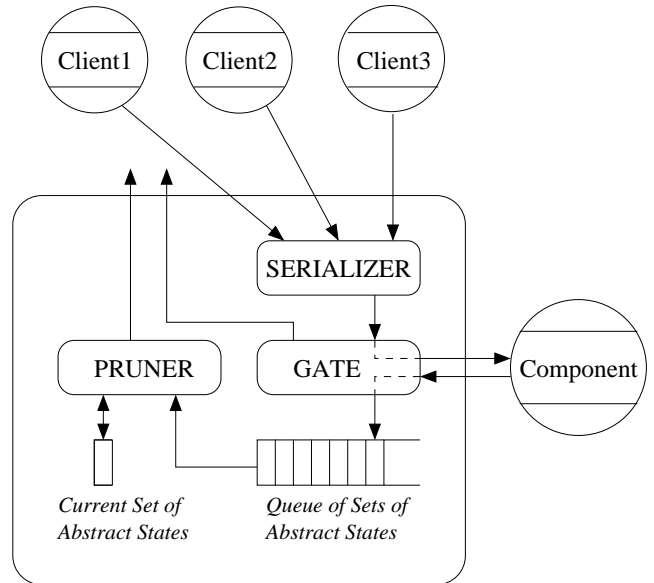 Client1
Client2
Client3
SERIALIZER
PRUNER
GATE
Component
Current Set of
Abstract States
Queue of Sets of
Abstract States